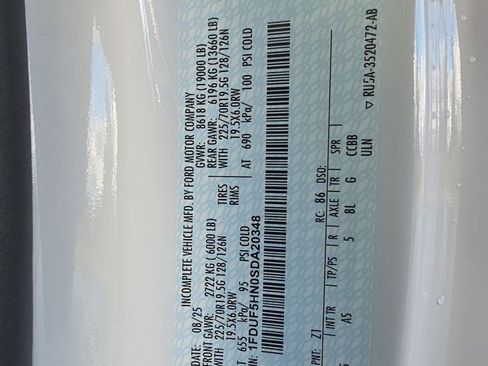 INCOMPLETE VEHICLE MFD. BY FORD MOTOR COMPANY
08/25 GVWR: 8618 KG (19000 LB)
FRONT GAWR: 2722 KG (6000 LB) REAR GAWR: 6196 KG (13660 LB)
WITH 225/70R19.5G 128/126N TIRES WITH 225/70R19.5G 128/126N
19.5X6.0RW RIMS 19.5X6.0RW
AT 655 kPa/ 95 PSI COLD AT 690 kPa/ 100 PSI COLD
1FDUF5HN0SDA20348
PNT: Z1 RC: 86 DSO:
INT TR TP/PS R AXLE TR SPR
AS 5 8L G CCBB
ULN
▽ RU5A-3520472-AB